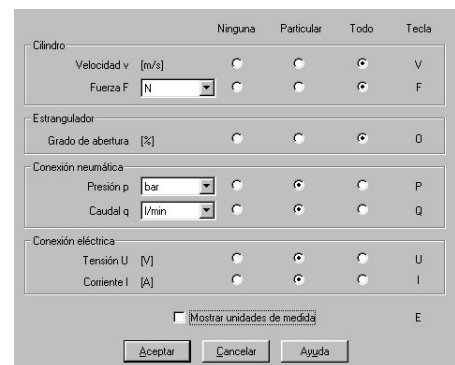 Ninguna Particular Todo Tecla
Cilindro
Velocidad v [m/s] V
Fuerza F N F
Estrangulador
Grado de abertura [%] O
Conexión neumática
Presión p bar P
Caudal q l/min Q
Conexión eléctrica
Tensión U [V] U
Corriente I [A] I
Mostrar unidades de medida E
Aceptar Cancelar Ayuda